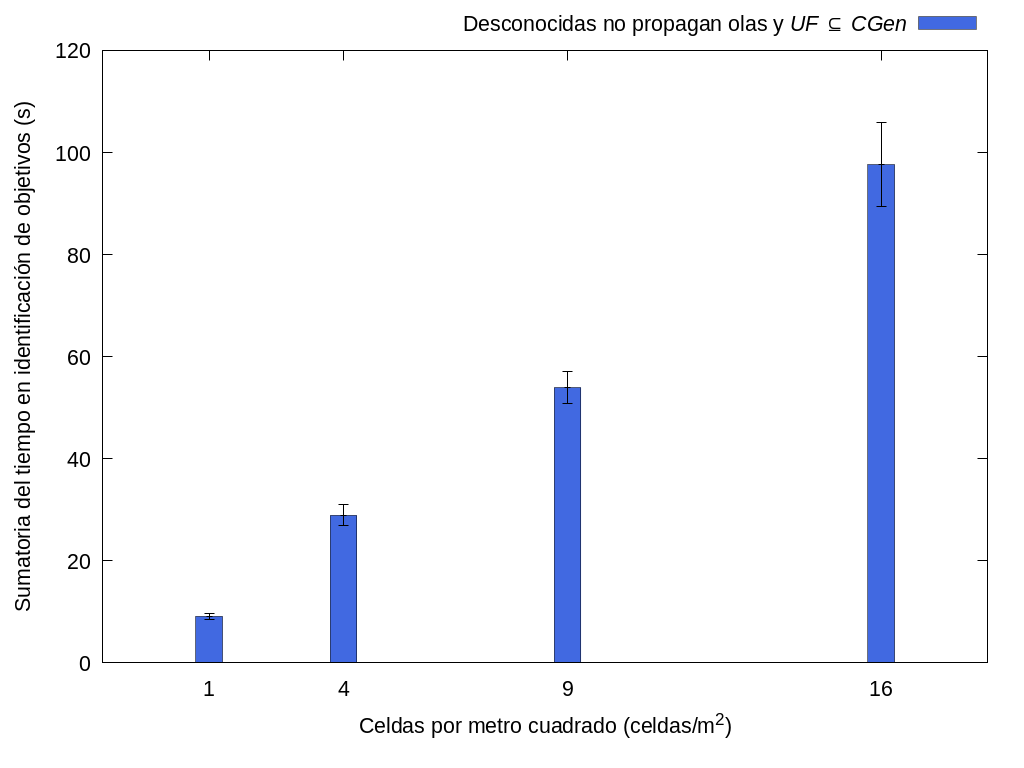 Desconocidas no propagan olas y UF ⊆ CGen
120
100
80
60
40
20
0
Sumatoria del tiempo en identificación de objetivos (s)
1 4 9 16
Celdas por metro cuadrado (celdas/m²)